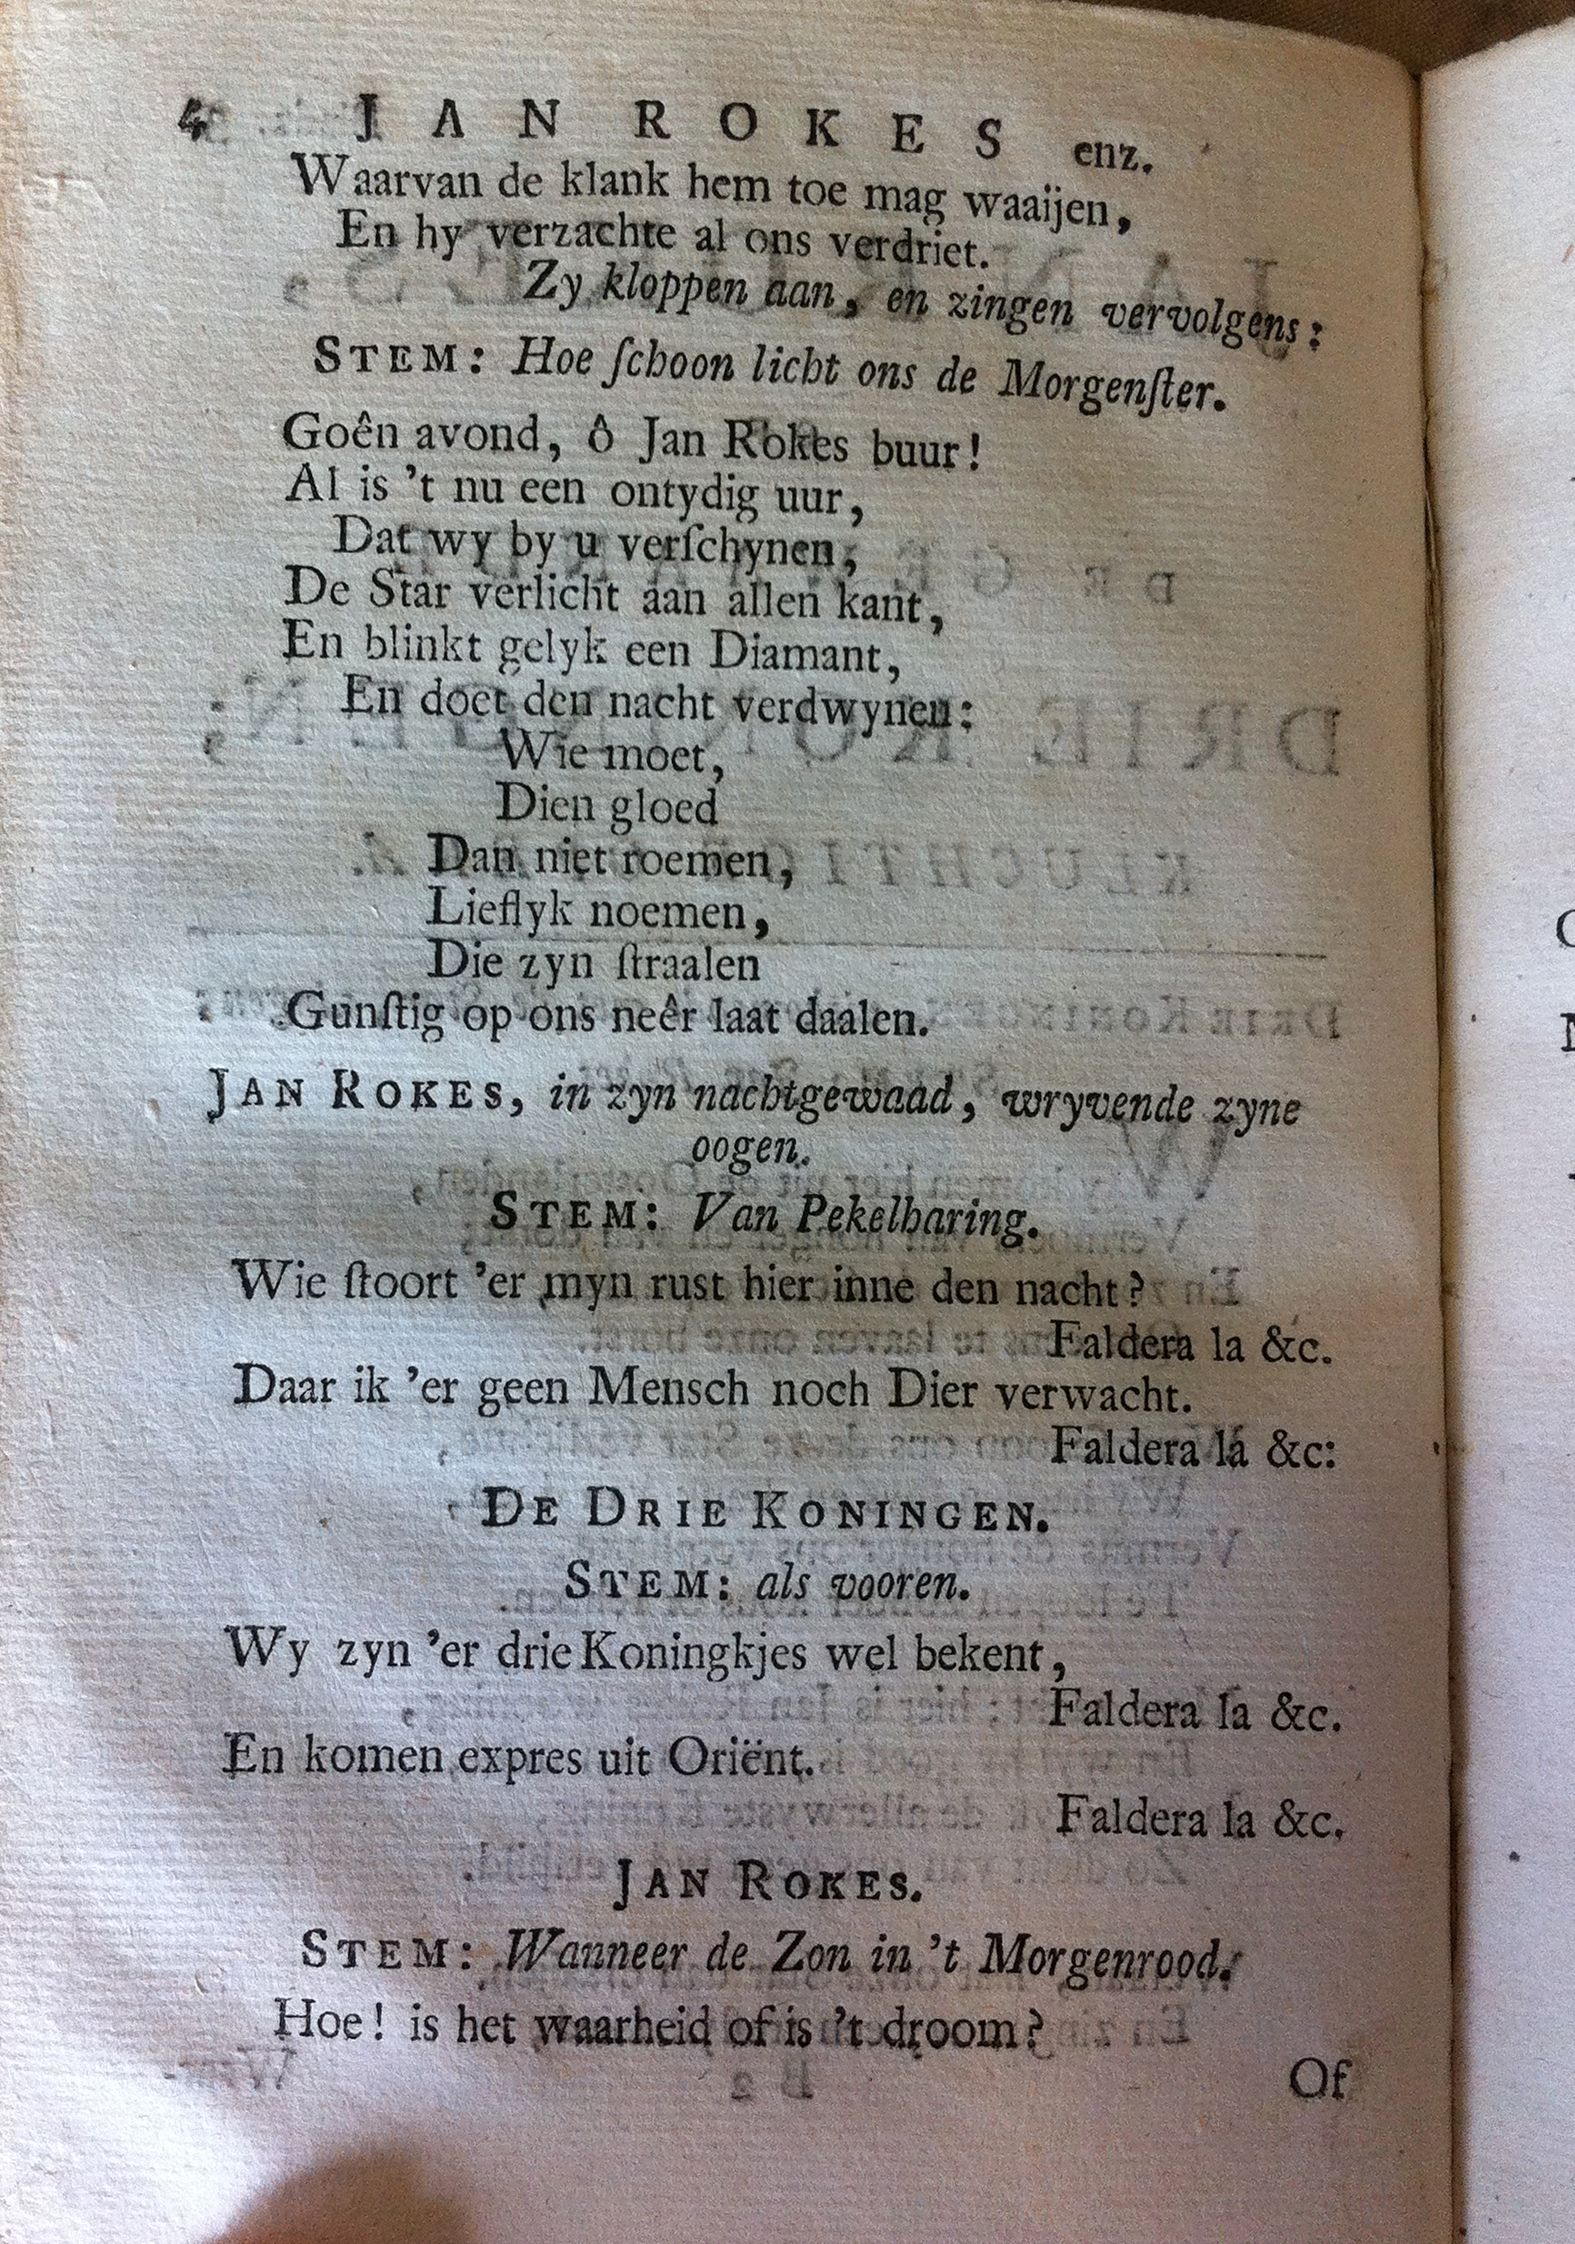 4 JAN ROKES enz.
Waarvan de klank hem toe mag waaijen,
En hy verzachte al ons verdriet.
Zy kloppen aan, en zingen vervolgens:
STEM: Hoe ſchoon licht ons de Morgenſter.
Goên avond, ô Jan Rokes buur!
Al is 't nu een ontydig uur,
Dat wy by u verſchynen,
De Star verlicht aan allen kant,
En blinkt gelyk een Diamant,
En doet den nacht verdwynen:
Wie moet,
Dien gloed
Dan niet roemen,
Lieflyk noemen,
Die zyn ſtraalen
Gunſtig op ons neêr laat daalen.
JAN ROKES, in zyn nachtgewaad, wryvende zyne
oogen.
STEM: Van Pekelharing.
Wie ſtoort 'er myn rust hier inne den nacht?
Faldera la &c.
Daar ik 'er geen Mensch noch Dier verwacht.
Faldera la &c:
DE DRIE KONINGEN.
STEM: als vooren.
Wy zyn 'er drie Koningkjes wel bekent,
Faldera la &c.
En komen expres uit Oriënt.
Faldera la &c.
JAN ROKES.
STEM: Wanneer de Zon in 't Morgenrood.
Hoe! is het waarheid of is 't droom?
Of